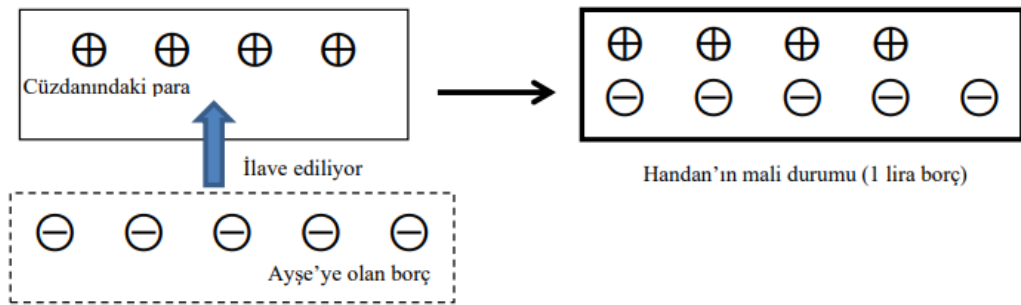 Cüzdanındaki para
İlave ediliyor
Ayşe’ye olan borç
Handan’ın mali durumu (1 lira borç)